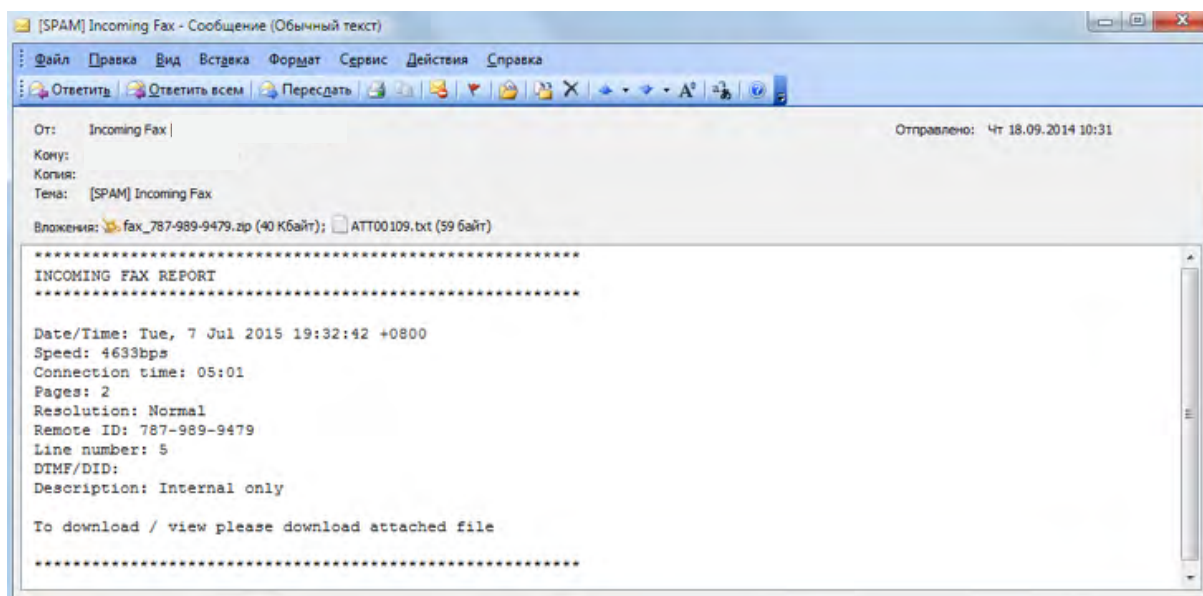 [SPAM] Incoming Fax - Сообщение (Обычный текст)
Файл Правка Вид Вставка Формат Сервис Действия Справка
Ответить Ответить всем Переслать
От: Incoming Fax | Отправлено: Чт 18.09.2014 10:31
Кому:
Копия:
Тема: [SPAM] Incoming Fax
Вложения: fax_787-989-9479.zip (40 Кбайт); ATT00109.txt (59 байт)
*********************************************************
INCOMING FAX REPORT
*********************************************************
Date/Time: Tue, 7 Jul 2015 19:32:42 +0800
Speed: 4633bps
Connection time: 05:01
Pages: 2
Resolution: Normal
Remote ID: 787-989-9479
Line number: 5
DTMF/DID:
Description: Internal only
To download / view please download attached file
*********************************************************